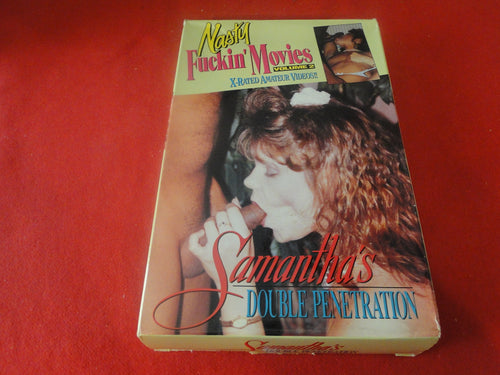 Nasty
Fuckin' Movies
VOLUME 2
X-RATED AMATEUR VIDEOS!!
Samantha's
DOUBLE PENETRATION
Samantha's